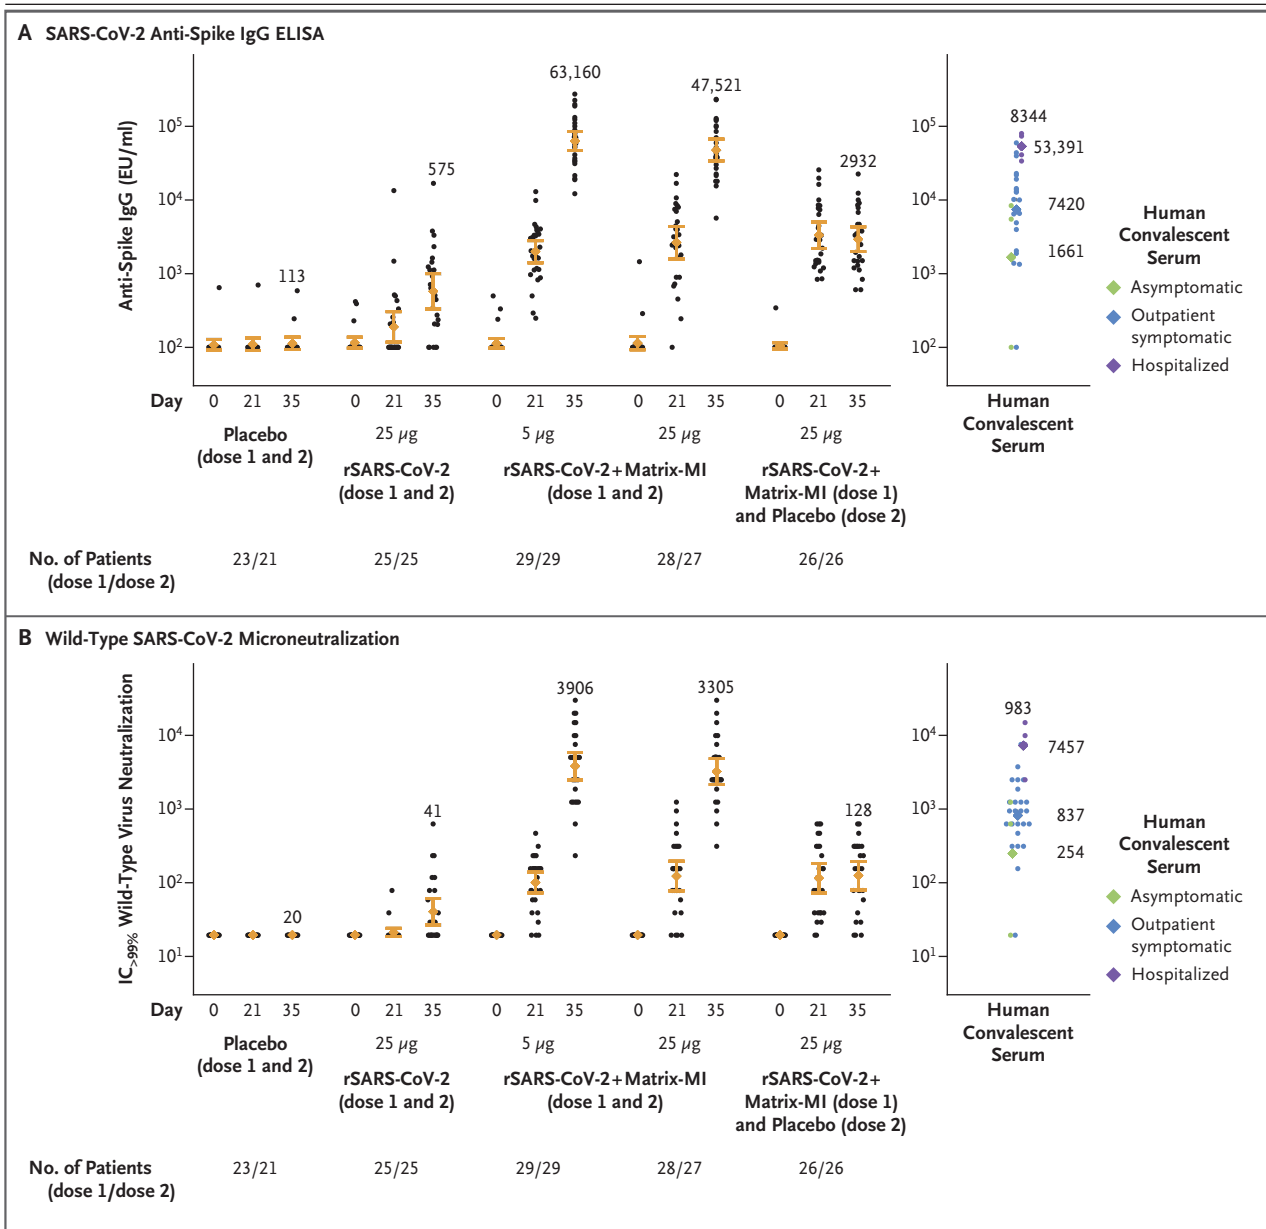 A SARS-CoV-2 Anti-Spike IgG ELISA
Anti-Spike IgG (EU/ml)
10⁵
10⁴
10³
10²
113
575
63,160
47,521
2932
10⁵
10⁴
10³
10²
8344
53,391
7420
1661
Human
Convalescent
Serum
Asymptomatic
Outpatient
symptomatic
Hospitalized
Day 0 21 35 0 21 35 0 21 35 0 21 35 0 21 35
Placebo
(dose 1 and 2)
25 µg
rSARS-CoV-2
(dose 1 and 2)
5 µg 25 µg
rSARS-CoV-2+Matrix-MI
(dose 1 and 2)
25 µg
rSARS-CoV-2+
Matrix-MI (dose 1)
and Placebo (dose 2)
Human
Convalescent
Serum
No. of Patients
(dose 1/dose 2)
23/21 25/25 29/29 28/27 26/26
B Wild-Type SARS-CoV-2 Microneutralization
IC>99% Wild-Type Virus Neutralization
10⁴
10³
10²
10¹
20
41
3906
3305
128
10⁴
10³
10²
10¹
983
7457
837
254
Human
Convalescent
Serum
Asymptomatic
Outpatient
symptomatic
Hospitalized
Day 0 21 35 0 21 35 0 21 35 0 21 35 0 21 35
Placebo
(dose 1 and 2)
25 µg
rSARS-CoV-2
(dose 1 and 2)
5 µg 25 µg
rSARS-CoV-2+Matrix-MI
(dose 1 and 2)
25 µg
rSARS-CoV-2+
Matrix-MI (dose 1)
and Placebo (dose 2)
Human
Convalescent
Serum
No. of Patients
(dose 1/dose 2)
23/21 25/25 29/29 28/27 26/26